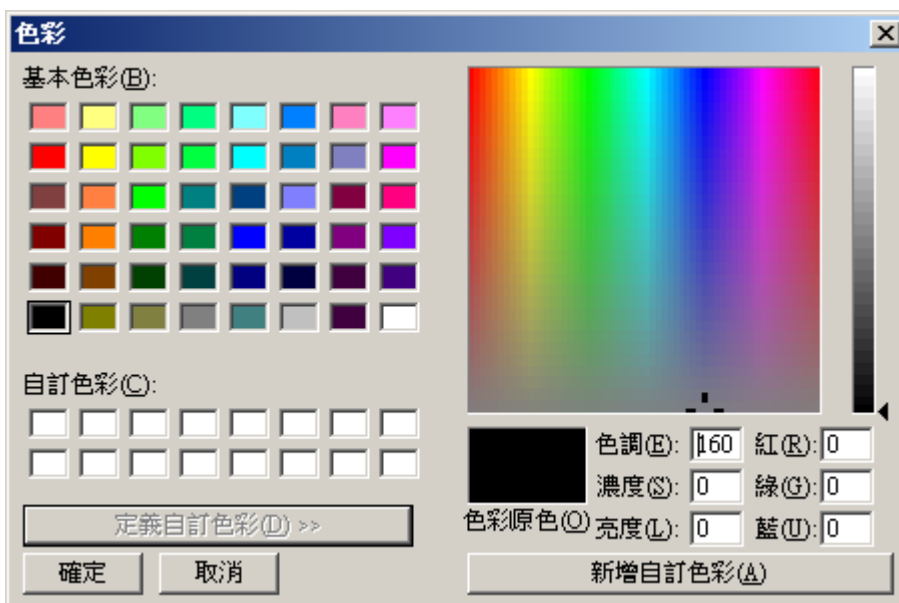 色彩
基本色彩(B):
自訂色彩(C):
定義自訂色彩(D) >>
確定 取消
色彩|原色(O)
色調(E): 160 紅(R): 0
濃度(S): 0 綠(G): 0
亮度(L): 0 藍(U): 0
新增自訂色彩(A)